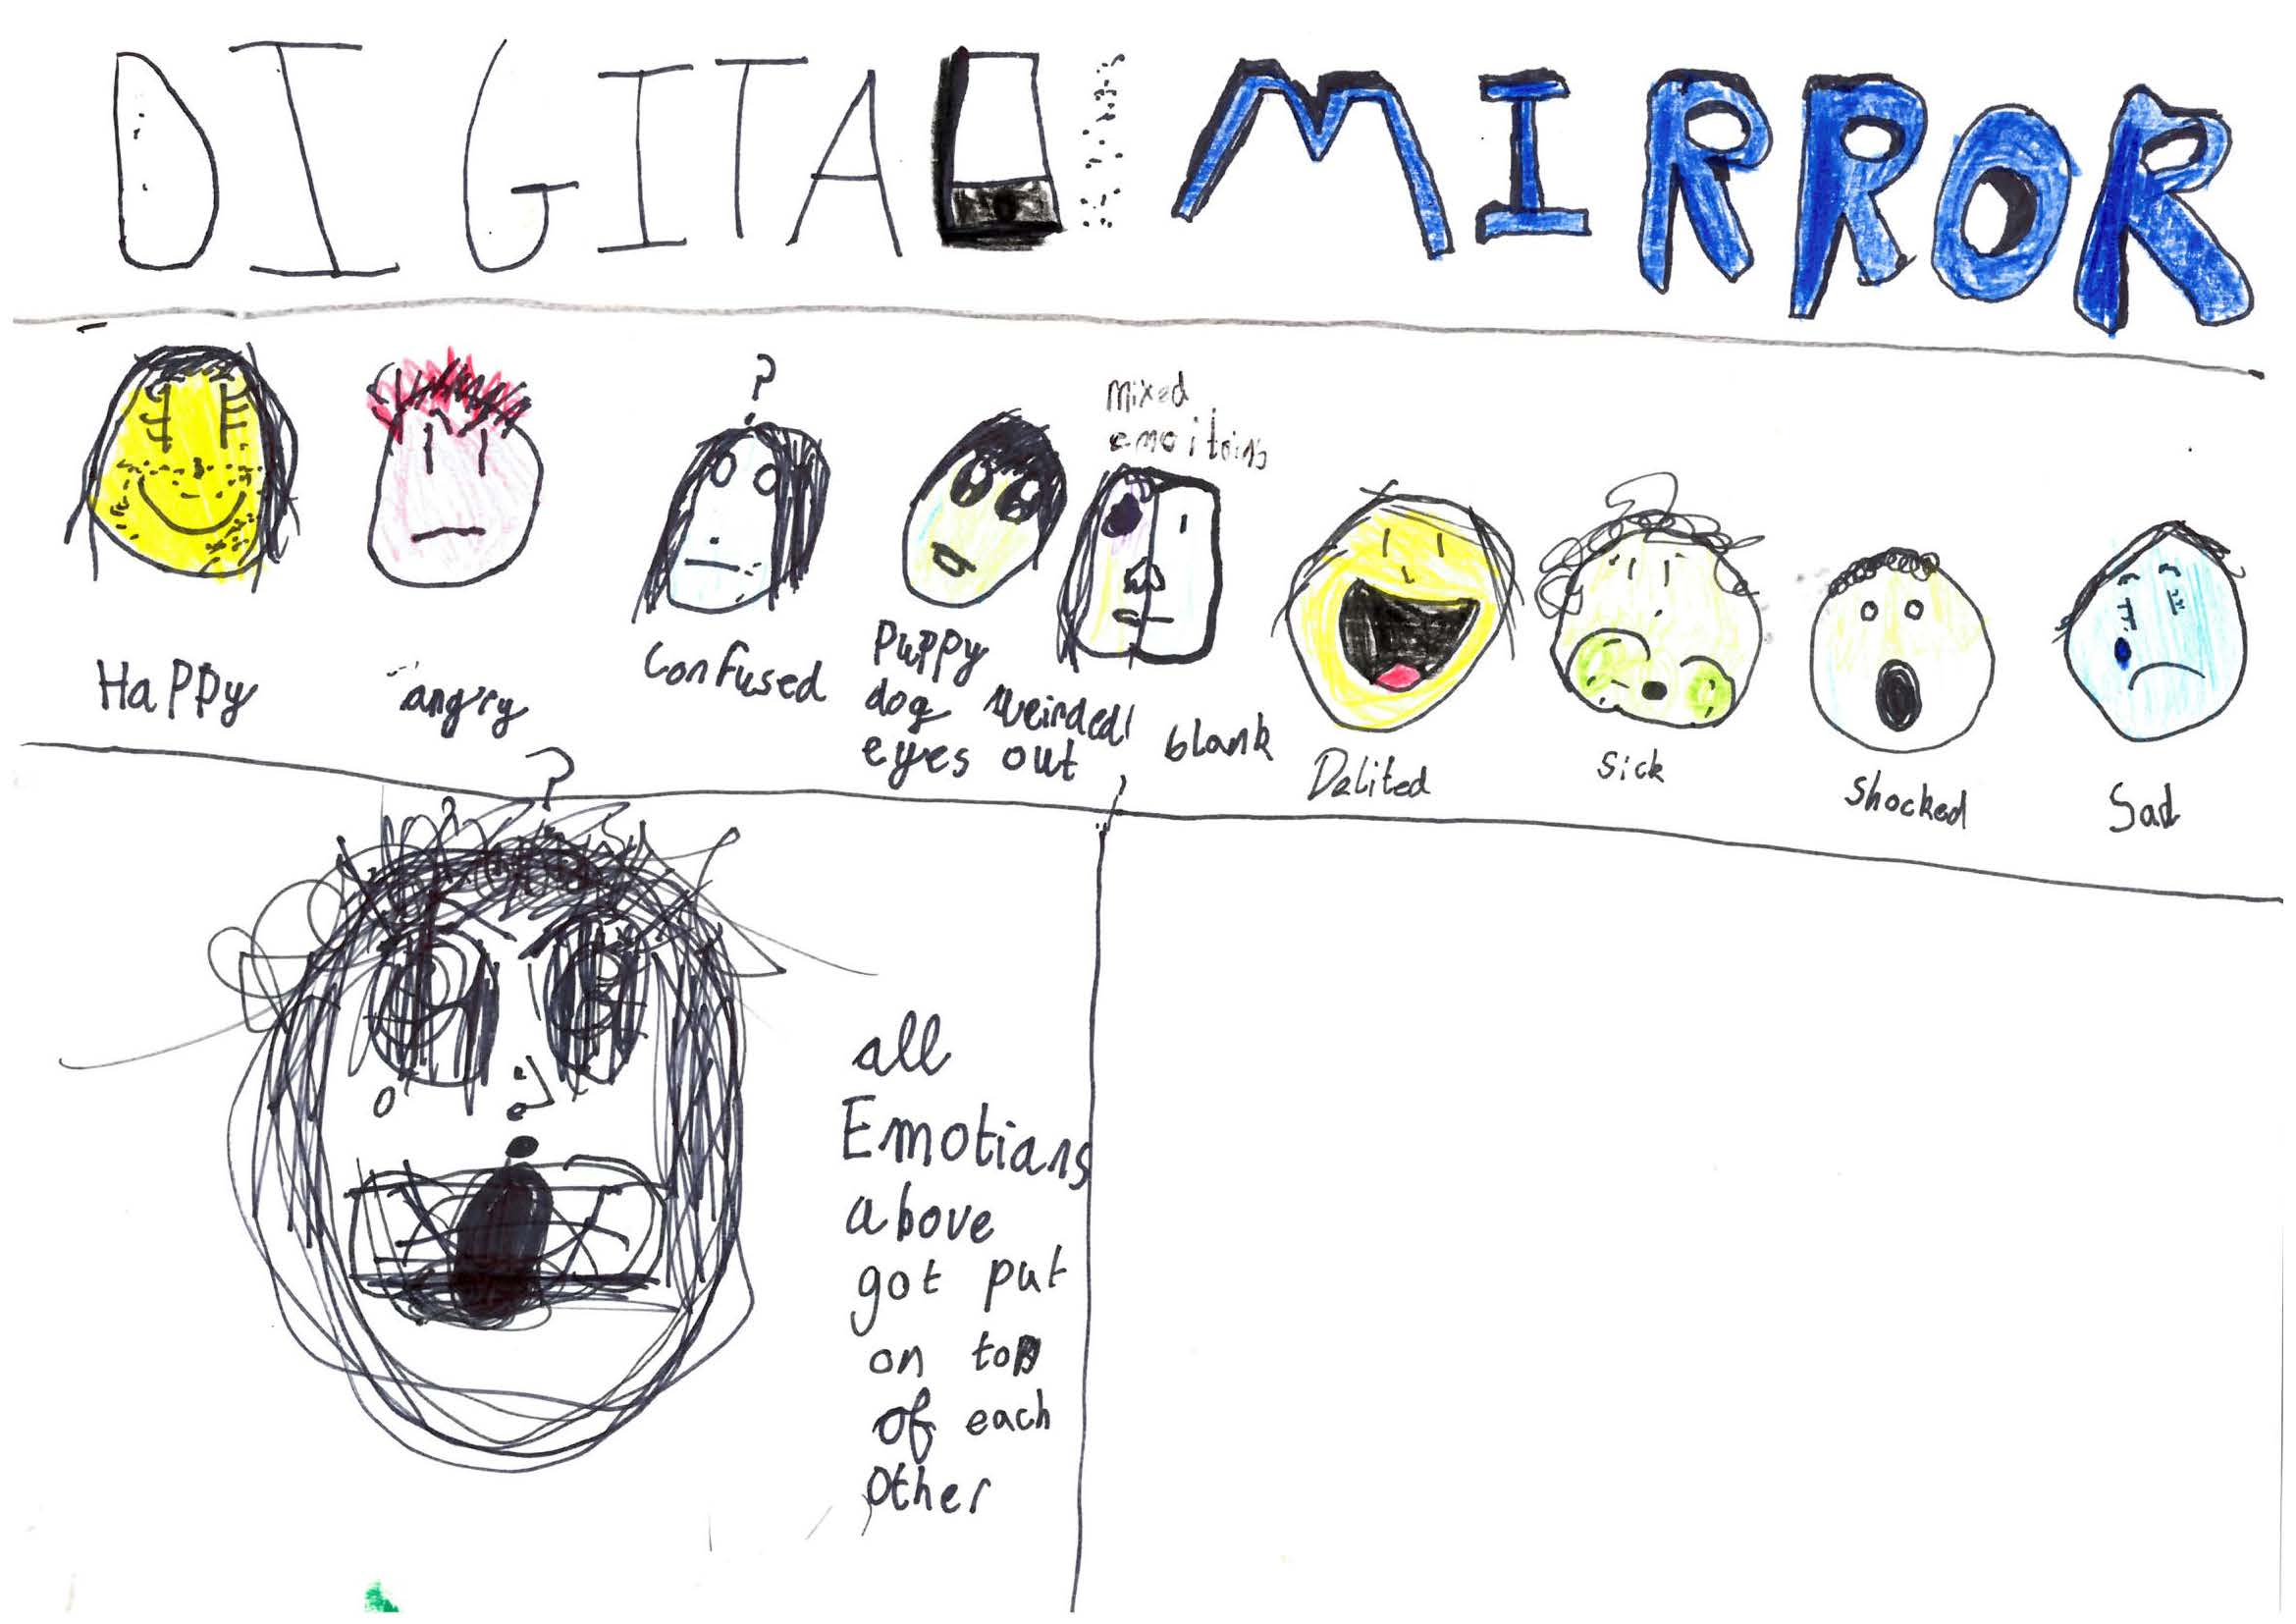 DIGITAL MIRROR
?
mixed
emoitoins
Happy
angry
confused
puppy
dog
eyes
weirded
out
blank
Delited
Sick
Shocked
Sad
?
all
Emotians
above
got put
on top
of each
other